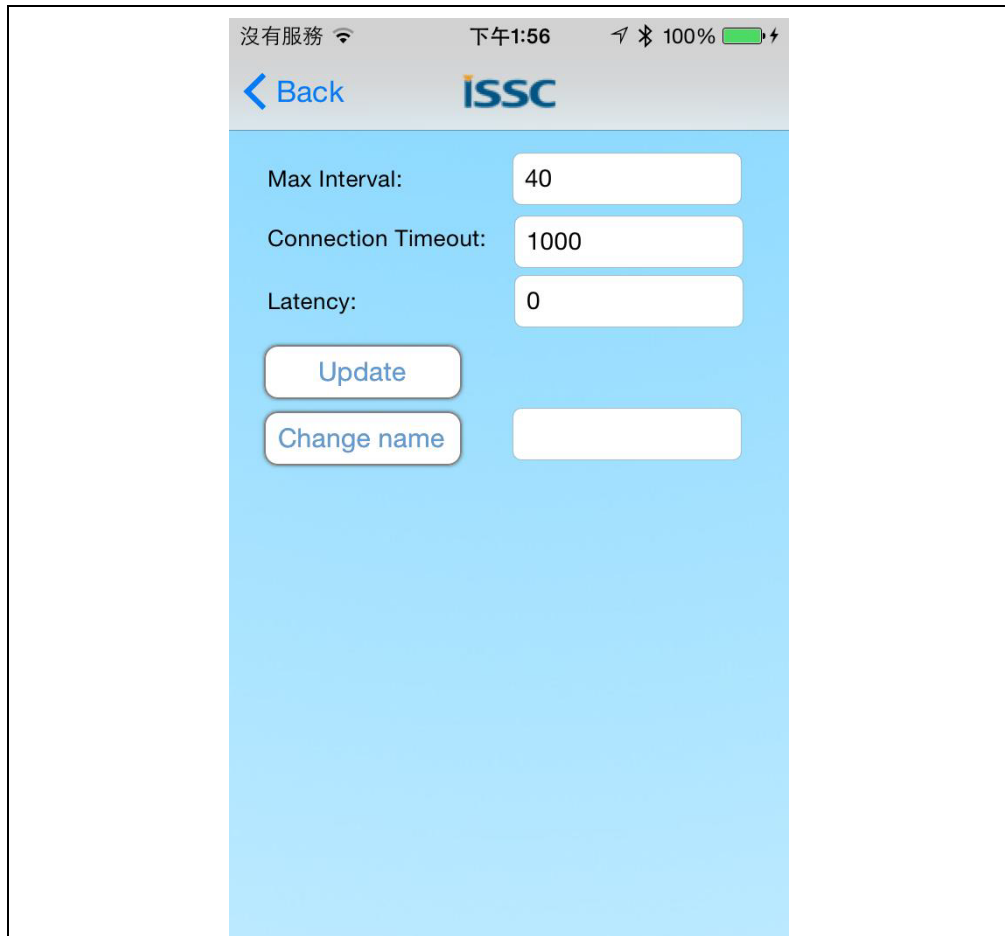 沒有服務 下午1:56 100%
Back ISSC
Max Interval: 40
Connection Timeout: 1000
Latency: 0
Update
Change name